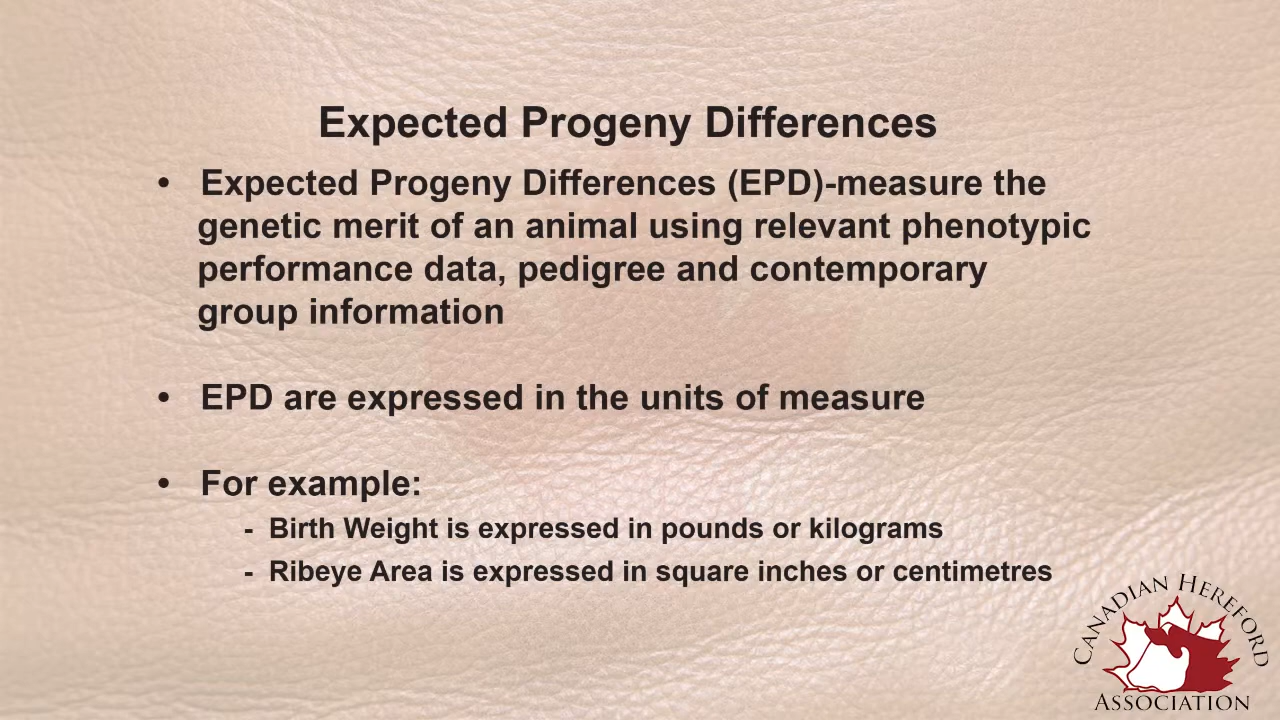 Expected Progeny Differences
• Expected Progeny Differences (EPD)-measure the
genetic merit of an animal using relevant phenotypic
performance data, pedigree and contemporary
group information
• EPD are expressed in the units of measure
• For example:
- Birth Weight is expressed in pounds or kilograms
- Ribeye Area is expressed in square inches or centimetres
CANADIAN HEREFORD
ASSOCIATION